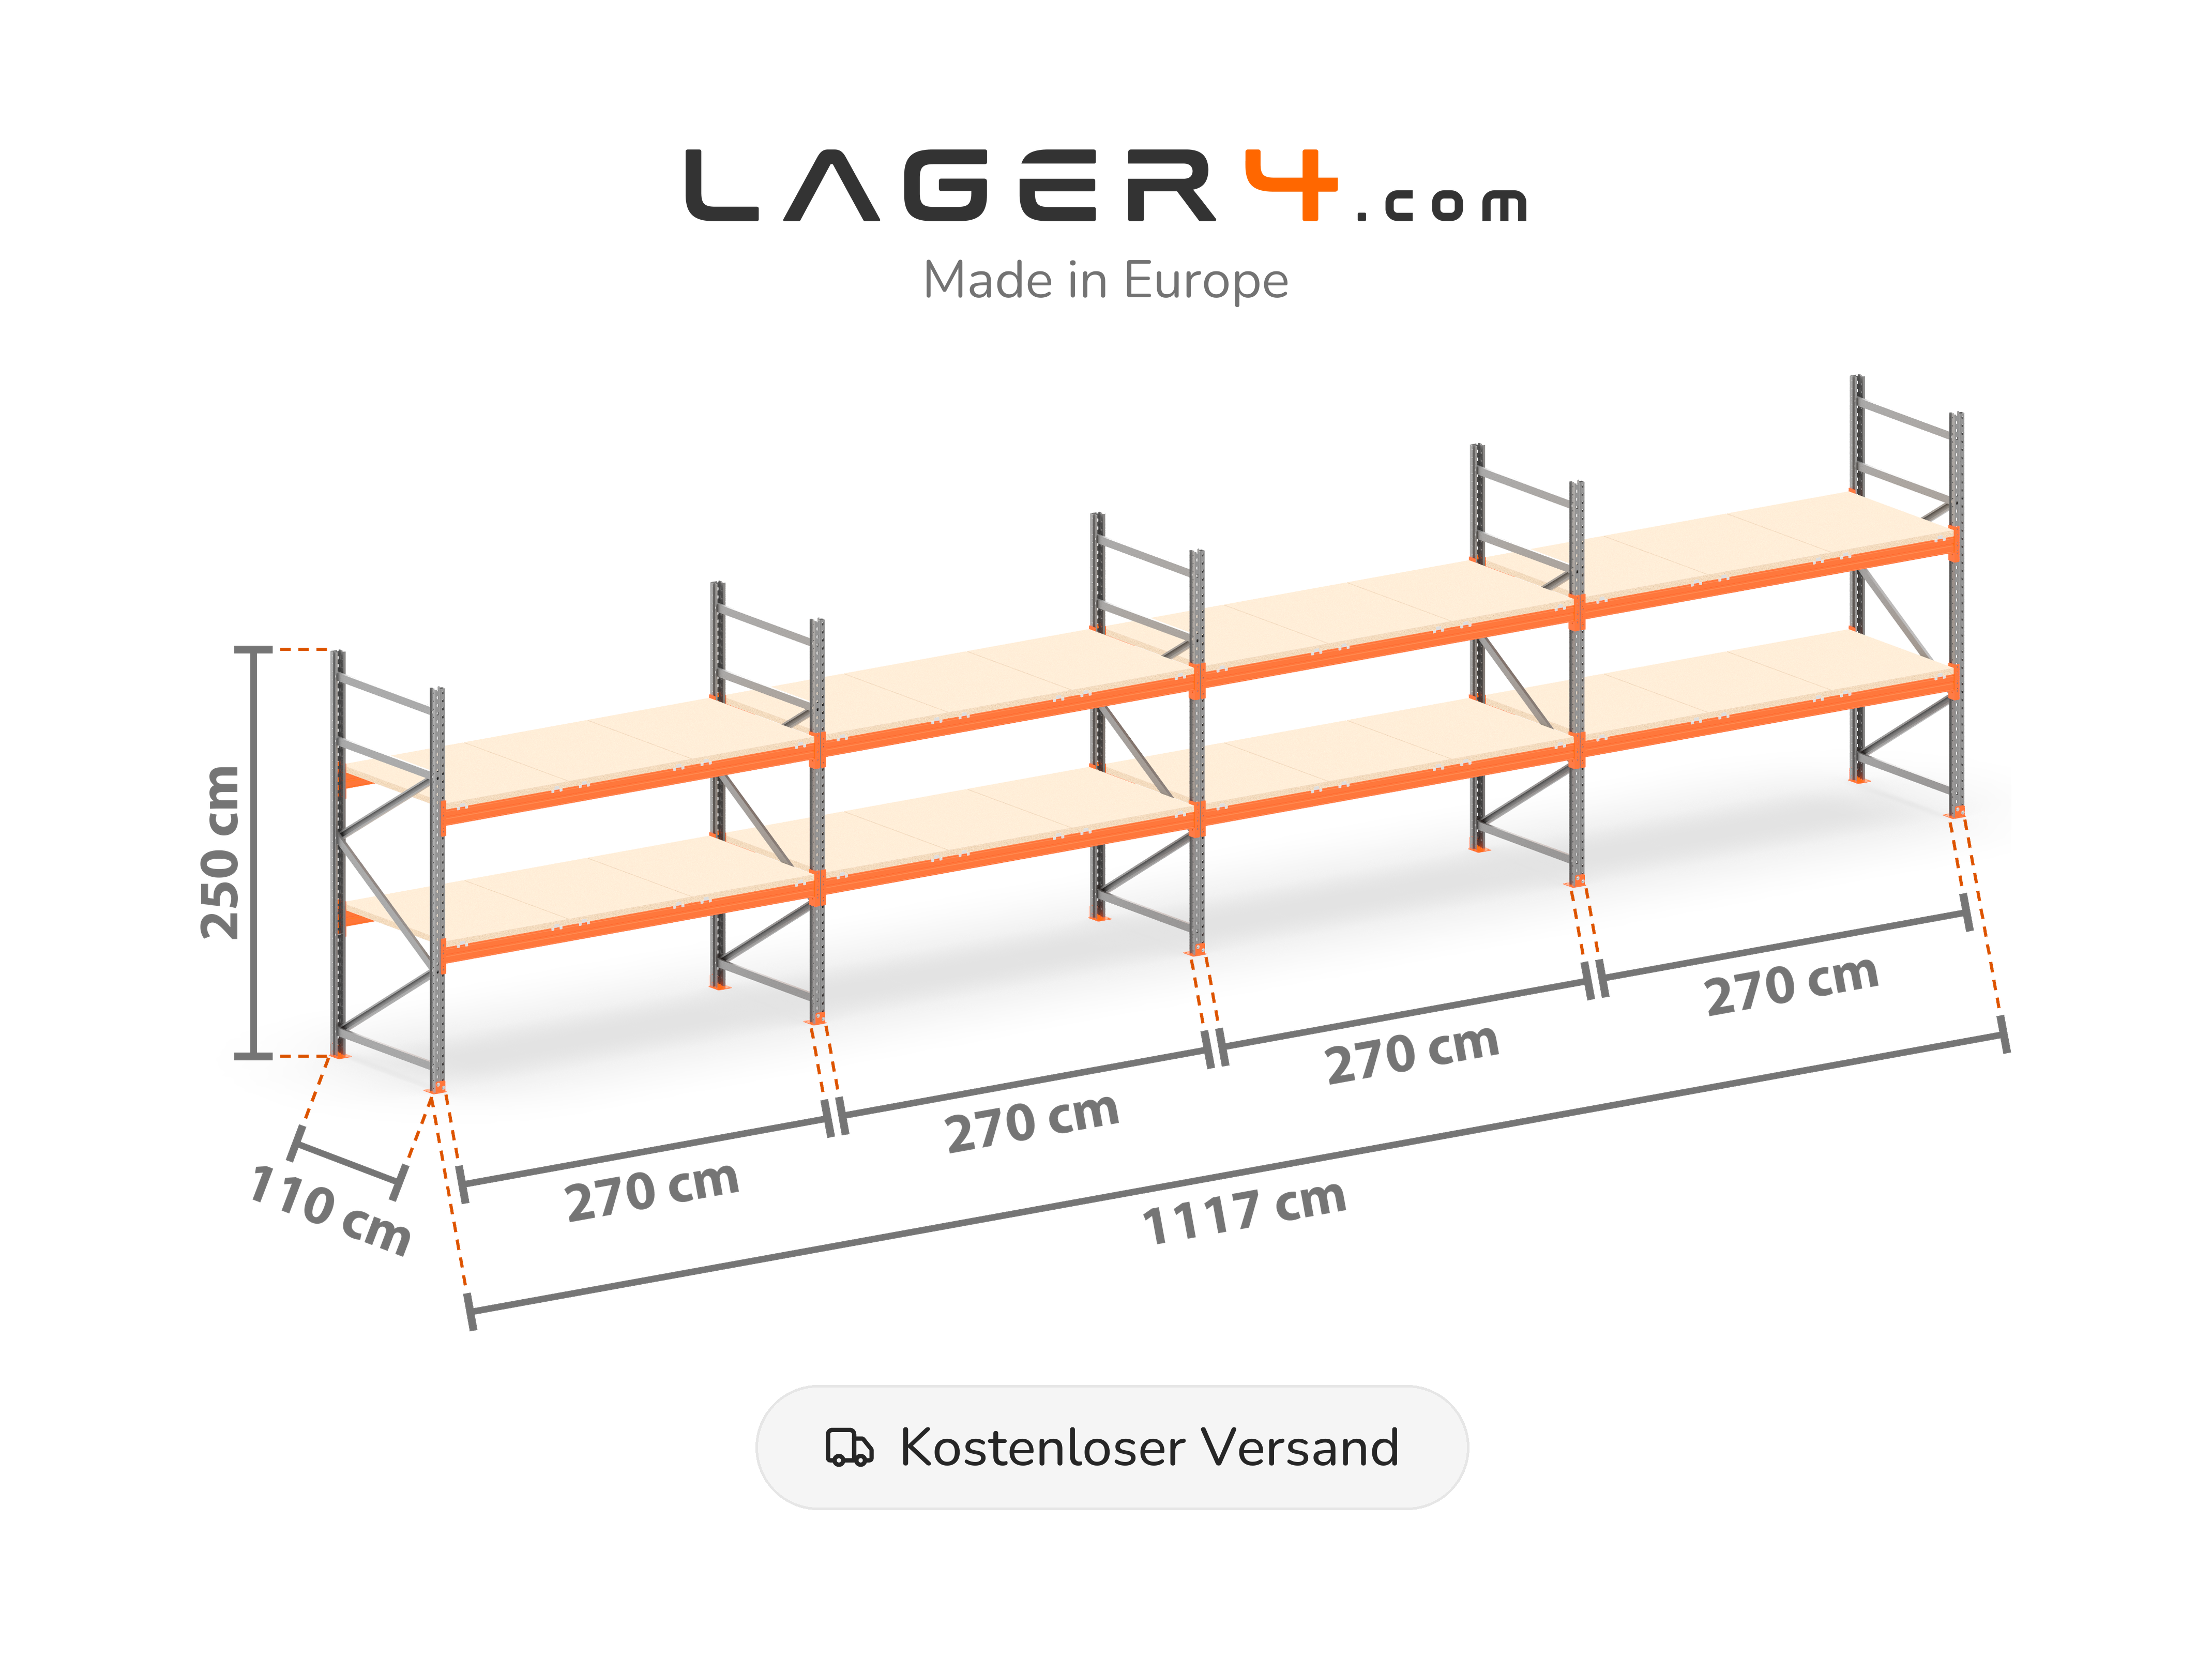 LAGER4.com
Made in Europe
250 cm
110 cm
270 cm
270 cm
270 cm
270 cm
1117 cm
Kostenloser Versand